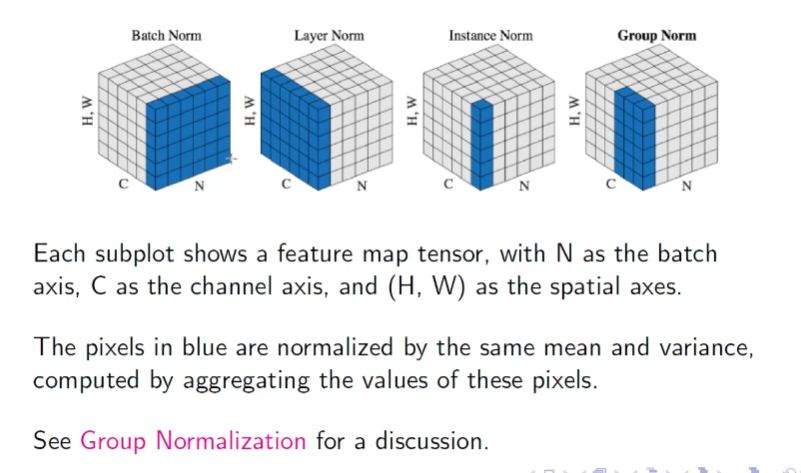 Batch Norm
Layer Norm
Instance Norm
Group Norm
H, W
H, W
H, W
H, W
C
N
C
N
C
N
C
N
Each subplot shows a feature map tensor, with N as the batch
axis, C as the channel axis, and (H, W) as the spatial axes.
The pixels in blue are normalized by the same mean and variance,
computed by aggregating the values of these pixels.
See Group Normalization for a discussion.